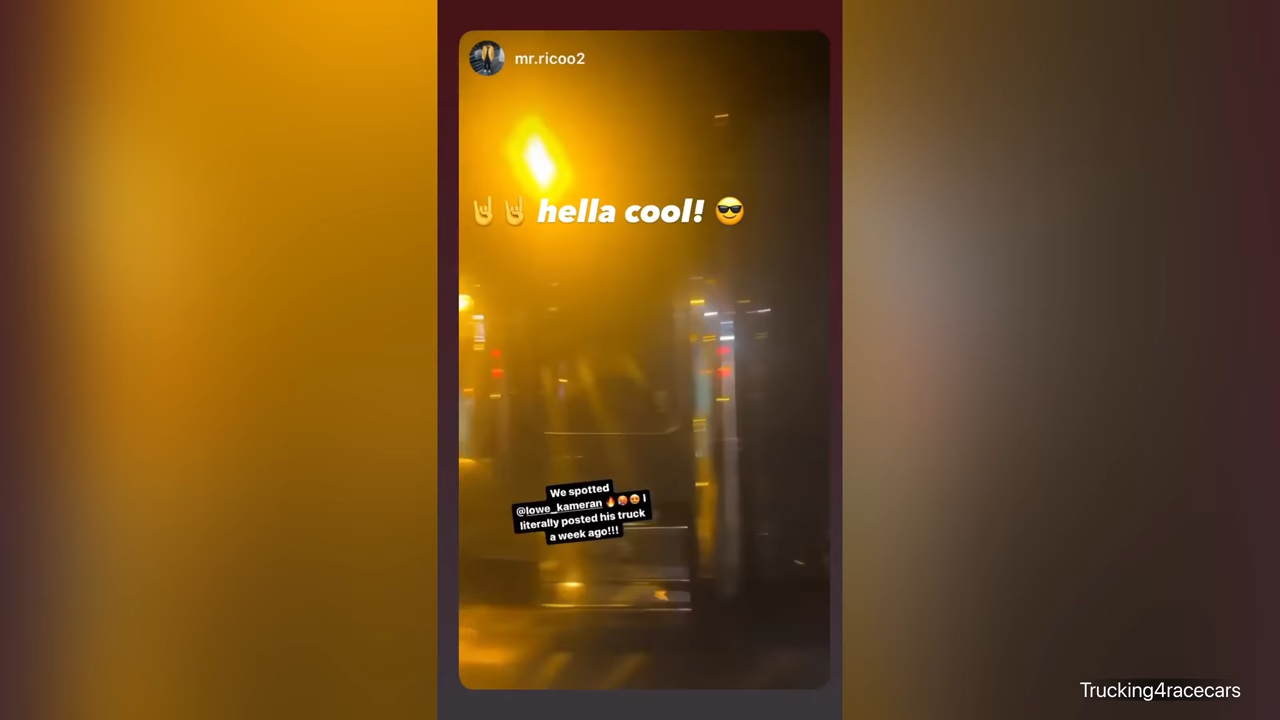 mr.ricoo2
🤘🤘 hella cool! 😎
We spotted
@lowe_kameran 🔥🥵😍 I
literally posted his truck
a week ago!!!
Trucking4racecars